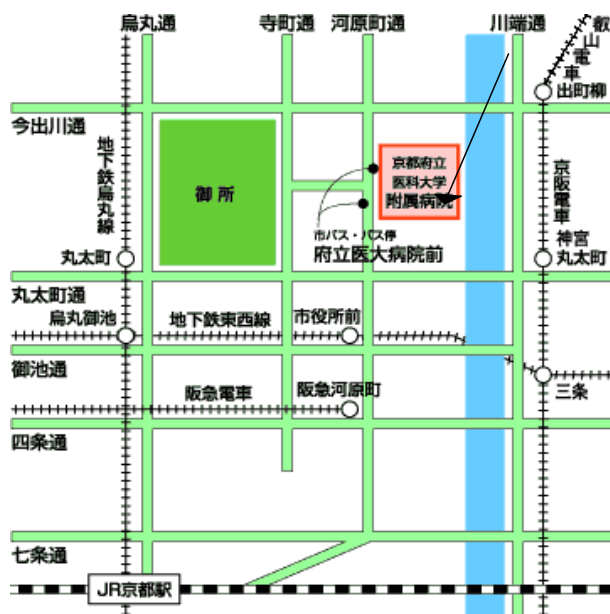 烏丸通
寺町通
河原町通
川端通
叡山電車
出町柳
今出川通
地下鉄烏丸線
御所
京都府立
医科大学
附属病院
京阪電車
市バス・バス停
府立医大病院前
神宮
丸太町
丸太町
丸太町通
烏丸御池
地下鉄東西線
市役所前
御池通
阪急電車
阪急河原町
三条
四条通
七条通
JR京都駅